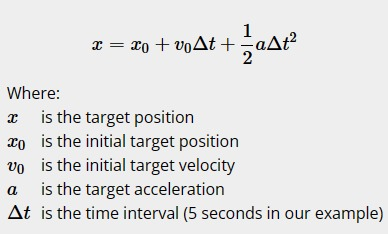 x = x₀ + v₀Δt + ½aΔt²
Where:
x is the target position
x₀ is the initial target position
v₀ is the initial target velocity
a is the target acceleration
Δt is the time interval (5 seconds in our example)